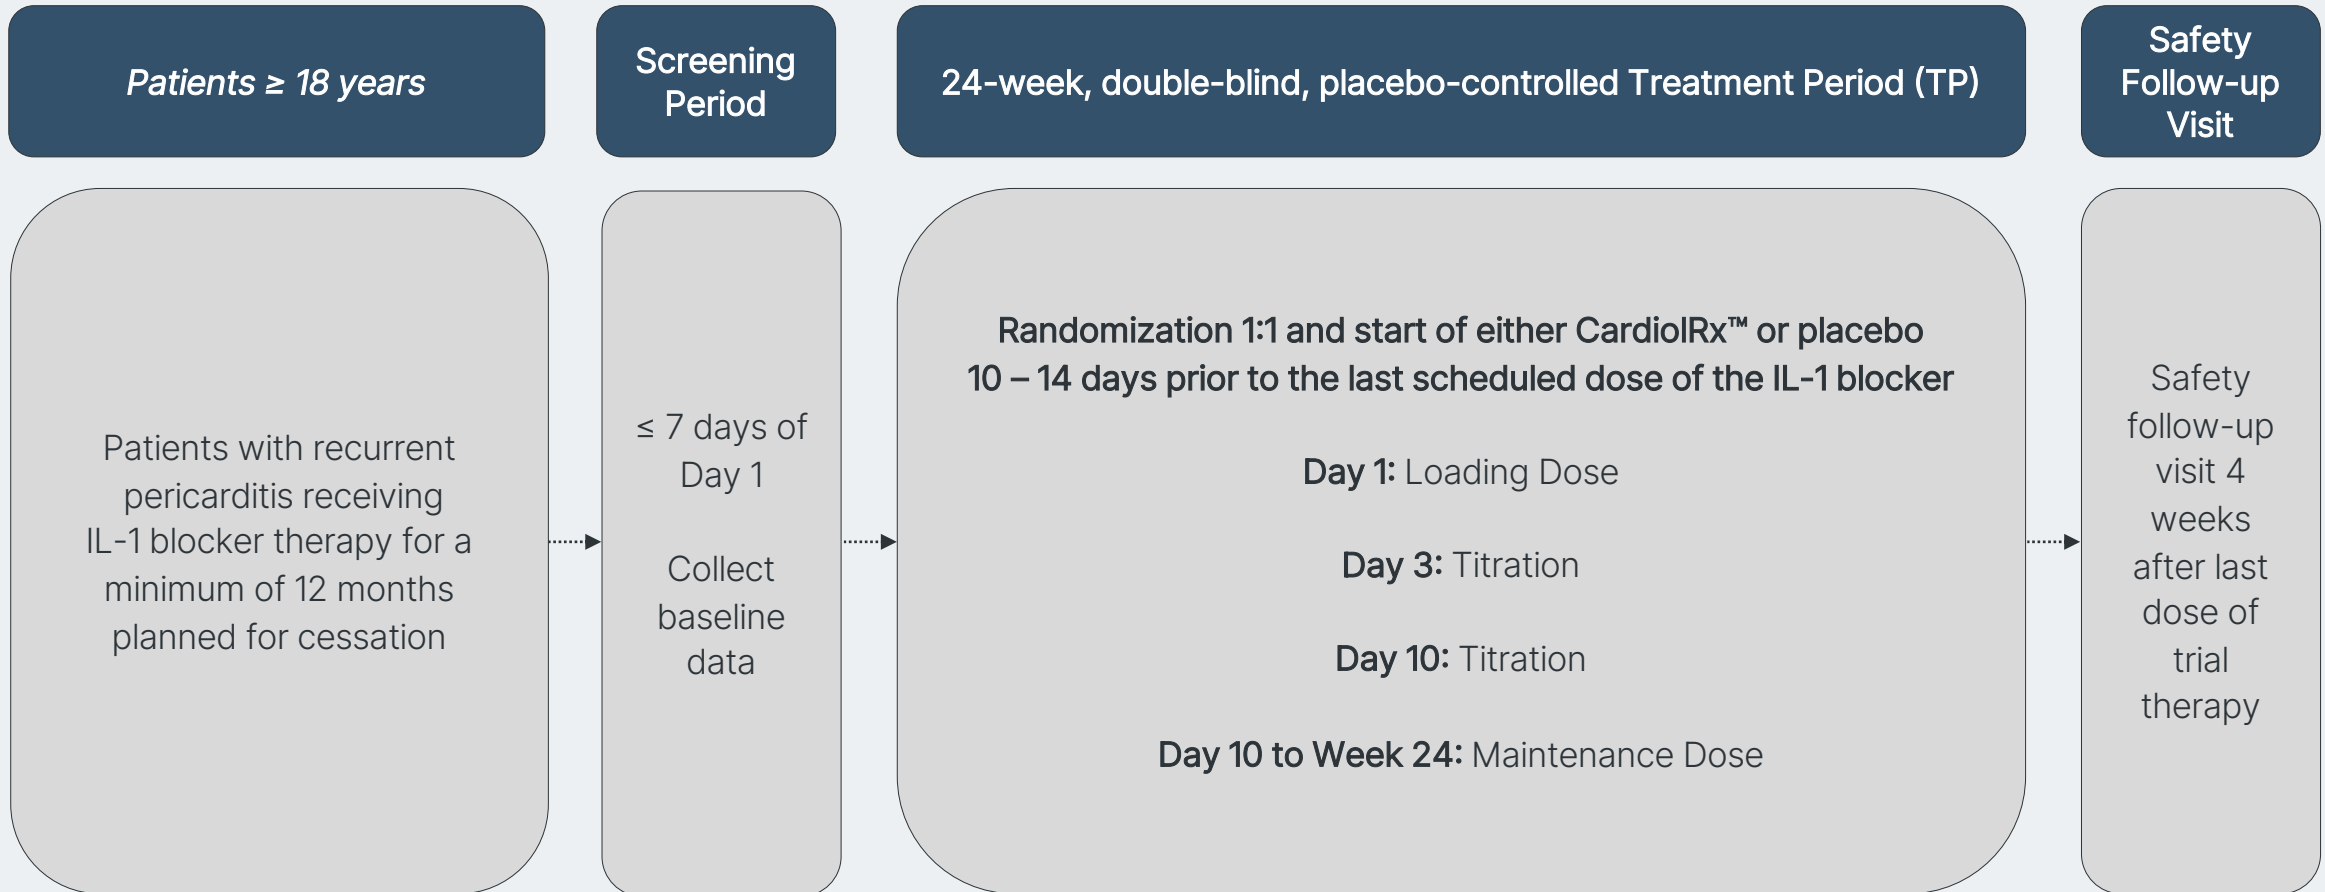 Patients ≥ 18 years
Screening
Period
24-week, double-blind, placebo-controlled Treatment Period (TP)
Safety
Follow-up
Visit
Patients with recurrent
pericarditis receiving
IL-1 blocker therapy for a
minimum of 12 months
planned for cessation
≤ 7 days of
Day 1
Collect
baseline
data
Randomization 1:1 and start of either CardiolRx™ or placebo
10 – 14 days prior to the last scheduled dose of the IL-1 blocker
Day 1: Loading Dose
Day 3: Titration
Day 10: Titration
Day 10 to Week 24: Maintenance Dose
Safety
follow-up
visit 4
weeks
after last
dose of
trial
therapy